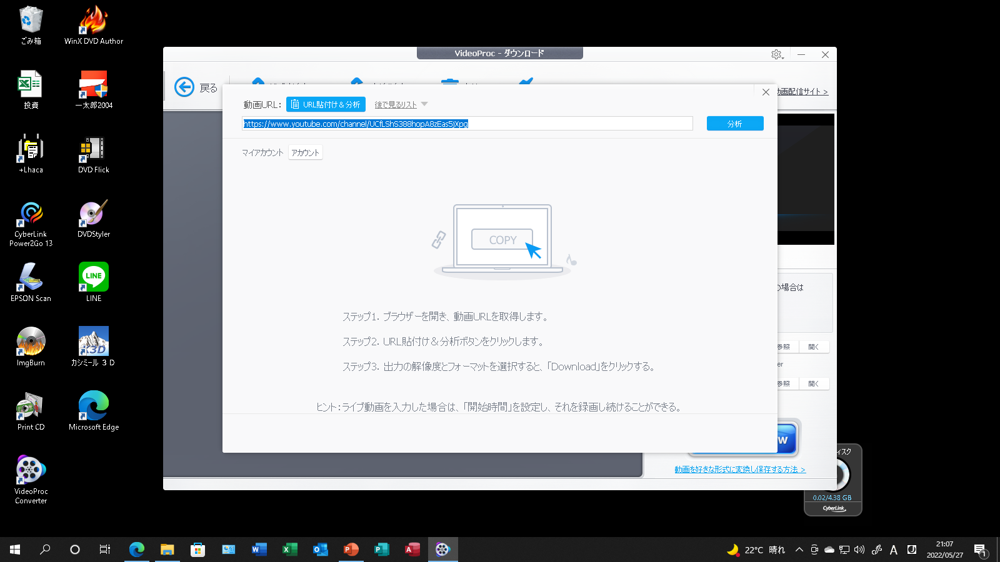 ごみ箱
WinX DVD Author
投資
一太郎2004
+Lhaca
DVD Flick
CyberLink
Power2Go 13
DVDStyler
EPSON Scan
LINE
LINE
ImgBurn
カシミール 3D
Print CD
Microsoft Edge
VideoProc
Converter
VideoProc - ダウンロード
戻る
動画配信サイト >
動画URL:
URL貼付け＆分析
後で見るリスト
https://www.youtube.com/channel/UCfLShS388hopA8zEas5jXpg
分析
マイアカウント
アカウント
COPY
ステップ1. ブラウザーを開き、動画URLを取得します。
ステップ2. URL貼付け＆分析ボタンをクリックします。
ステップ3. 出力の解像度とフォーマットを選択すると、「Download」をクリックする。
ヒント：ライブ動画を入力した場合は、「開始時間」を設定し、それを録画し続けることができる。
の場合は
参照
開く
er
参照
開く
W
動画を好きな形式に変換し保存する方法 >
ィスク
0.02/4.38 GB
CyberLink
22°C 晴れ
A
J
21:07
2022/05/27
1